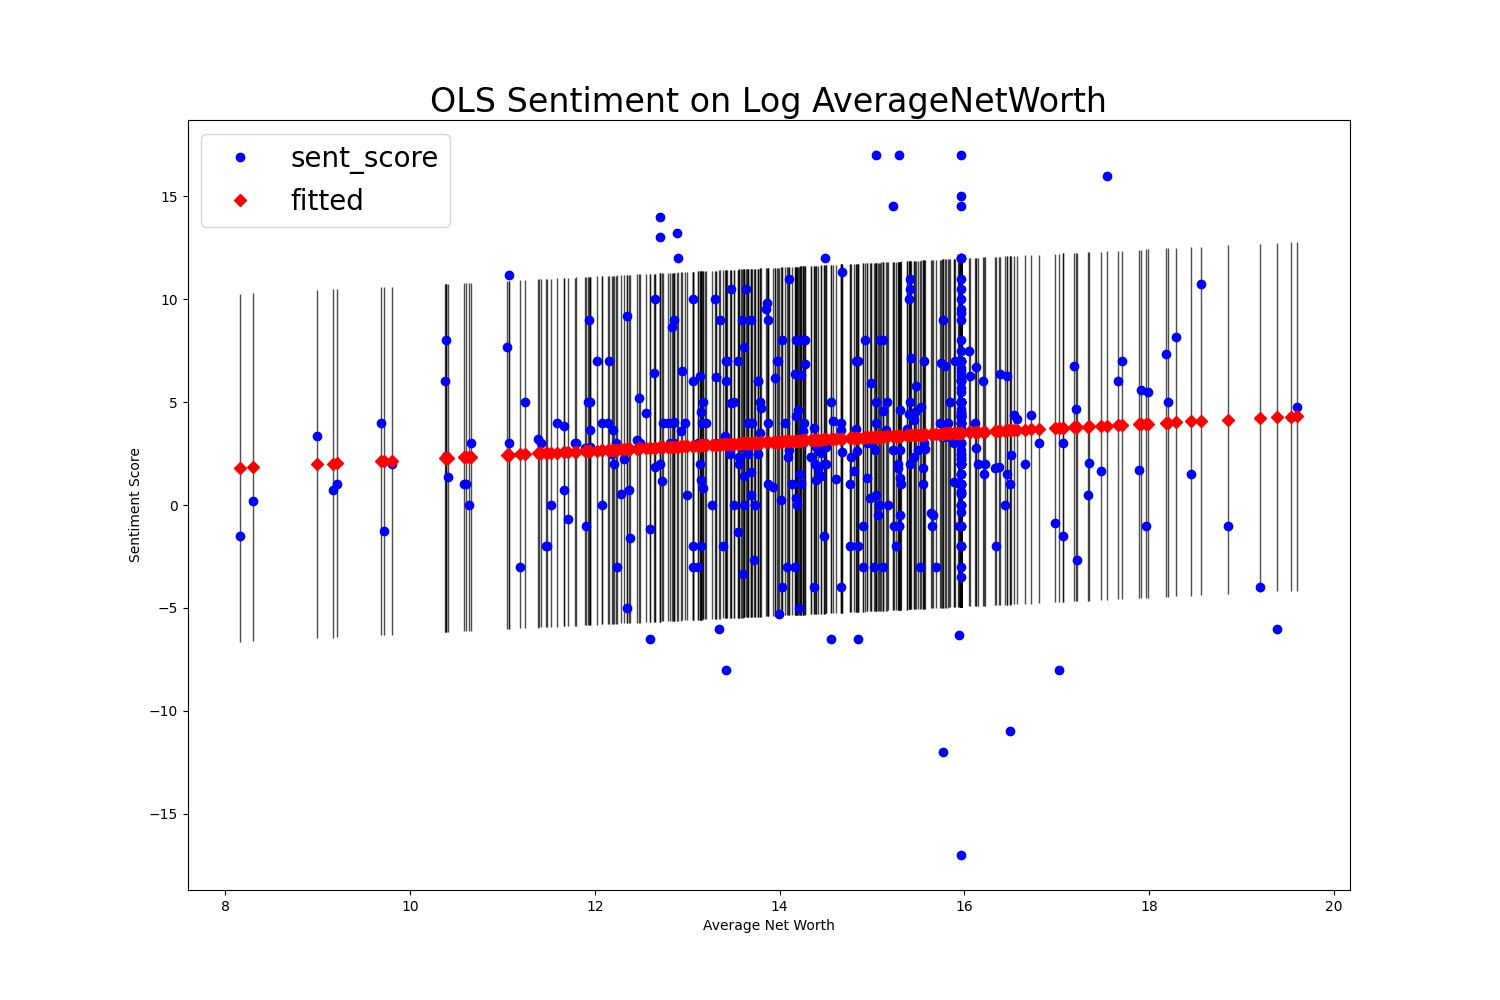 OLS Sentiment on Log AverageNetWorth
sent_score
fitted
Sentiment Score
15
10
5
0
−5
−10
−15
8
10
12
14
16
18
20
Average Net Worth